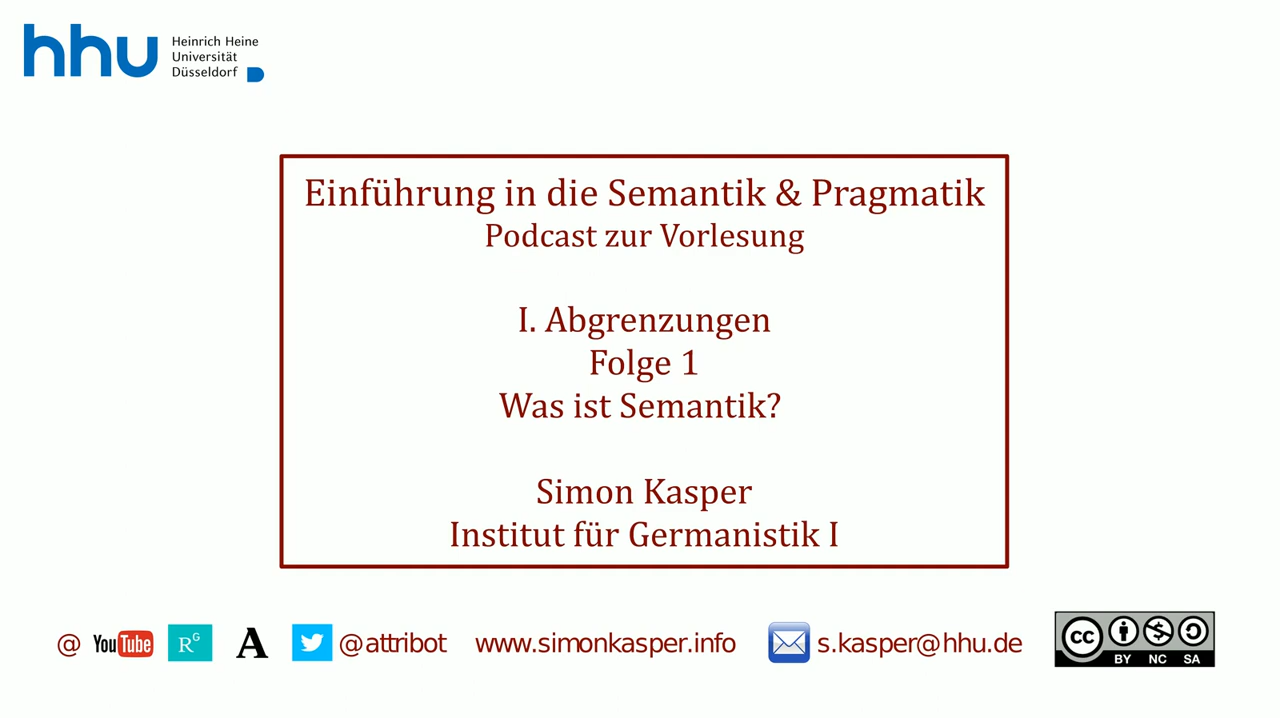 hhu Heinrich Heine
Universität
Düsseldorf
Einführung in die Semantik & Pragmatik
Podcast zur Vorlesung
I. Abgrenzungen
Folge 1
Was ist Semantik?
Simon Kasper
Institut für Germanistik I
@ YouTube RG A @attribot www.simonkasper.info s.kasper@hhu.de cc
BY NC SA